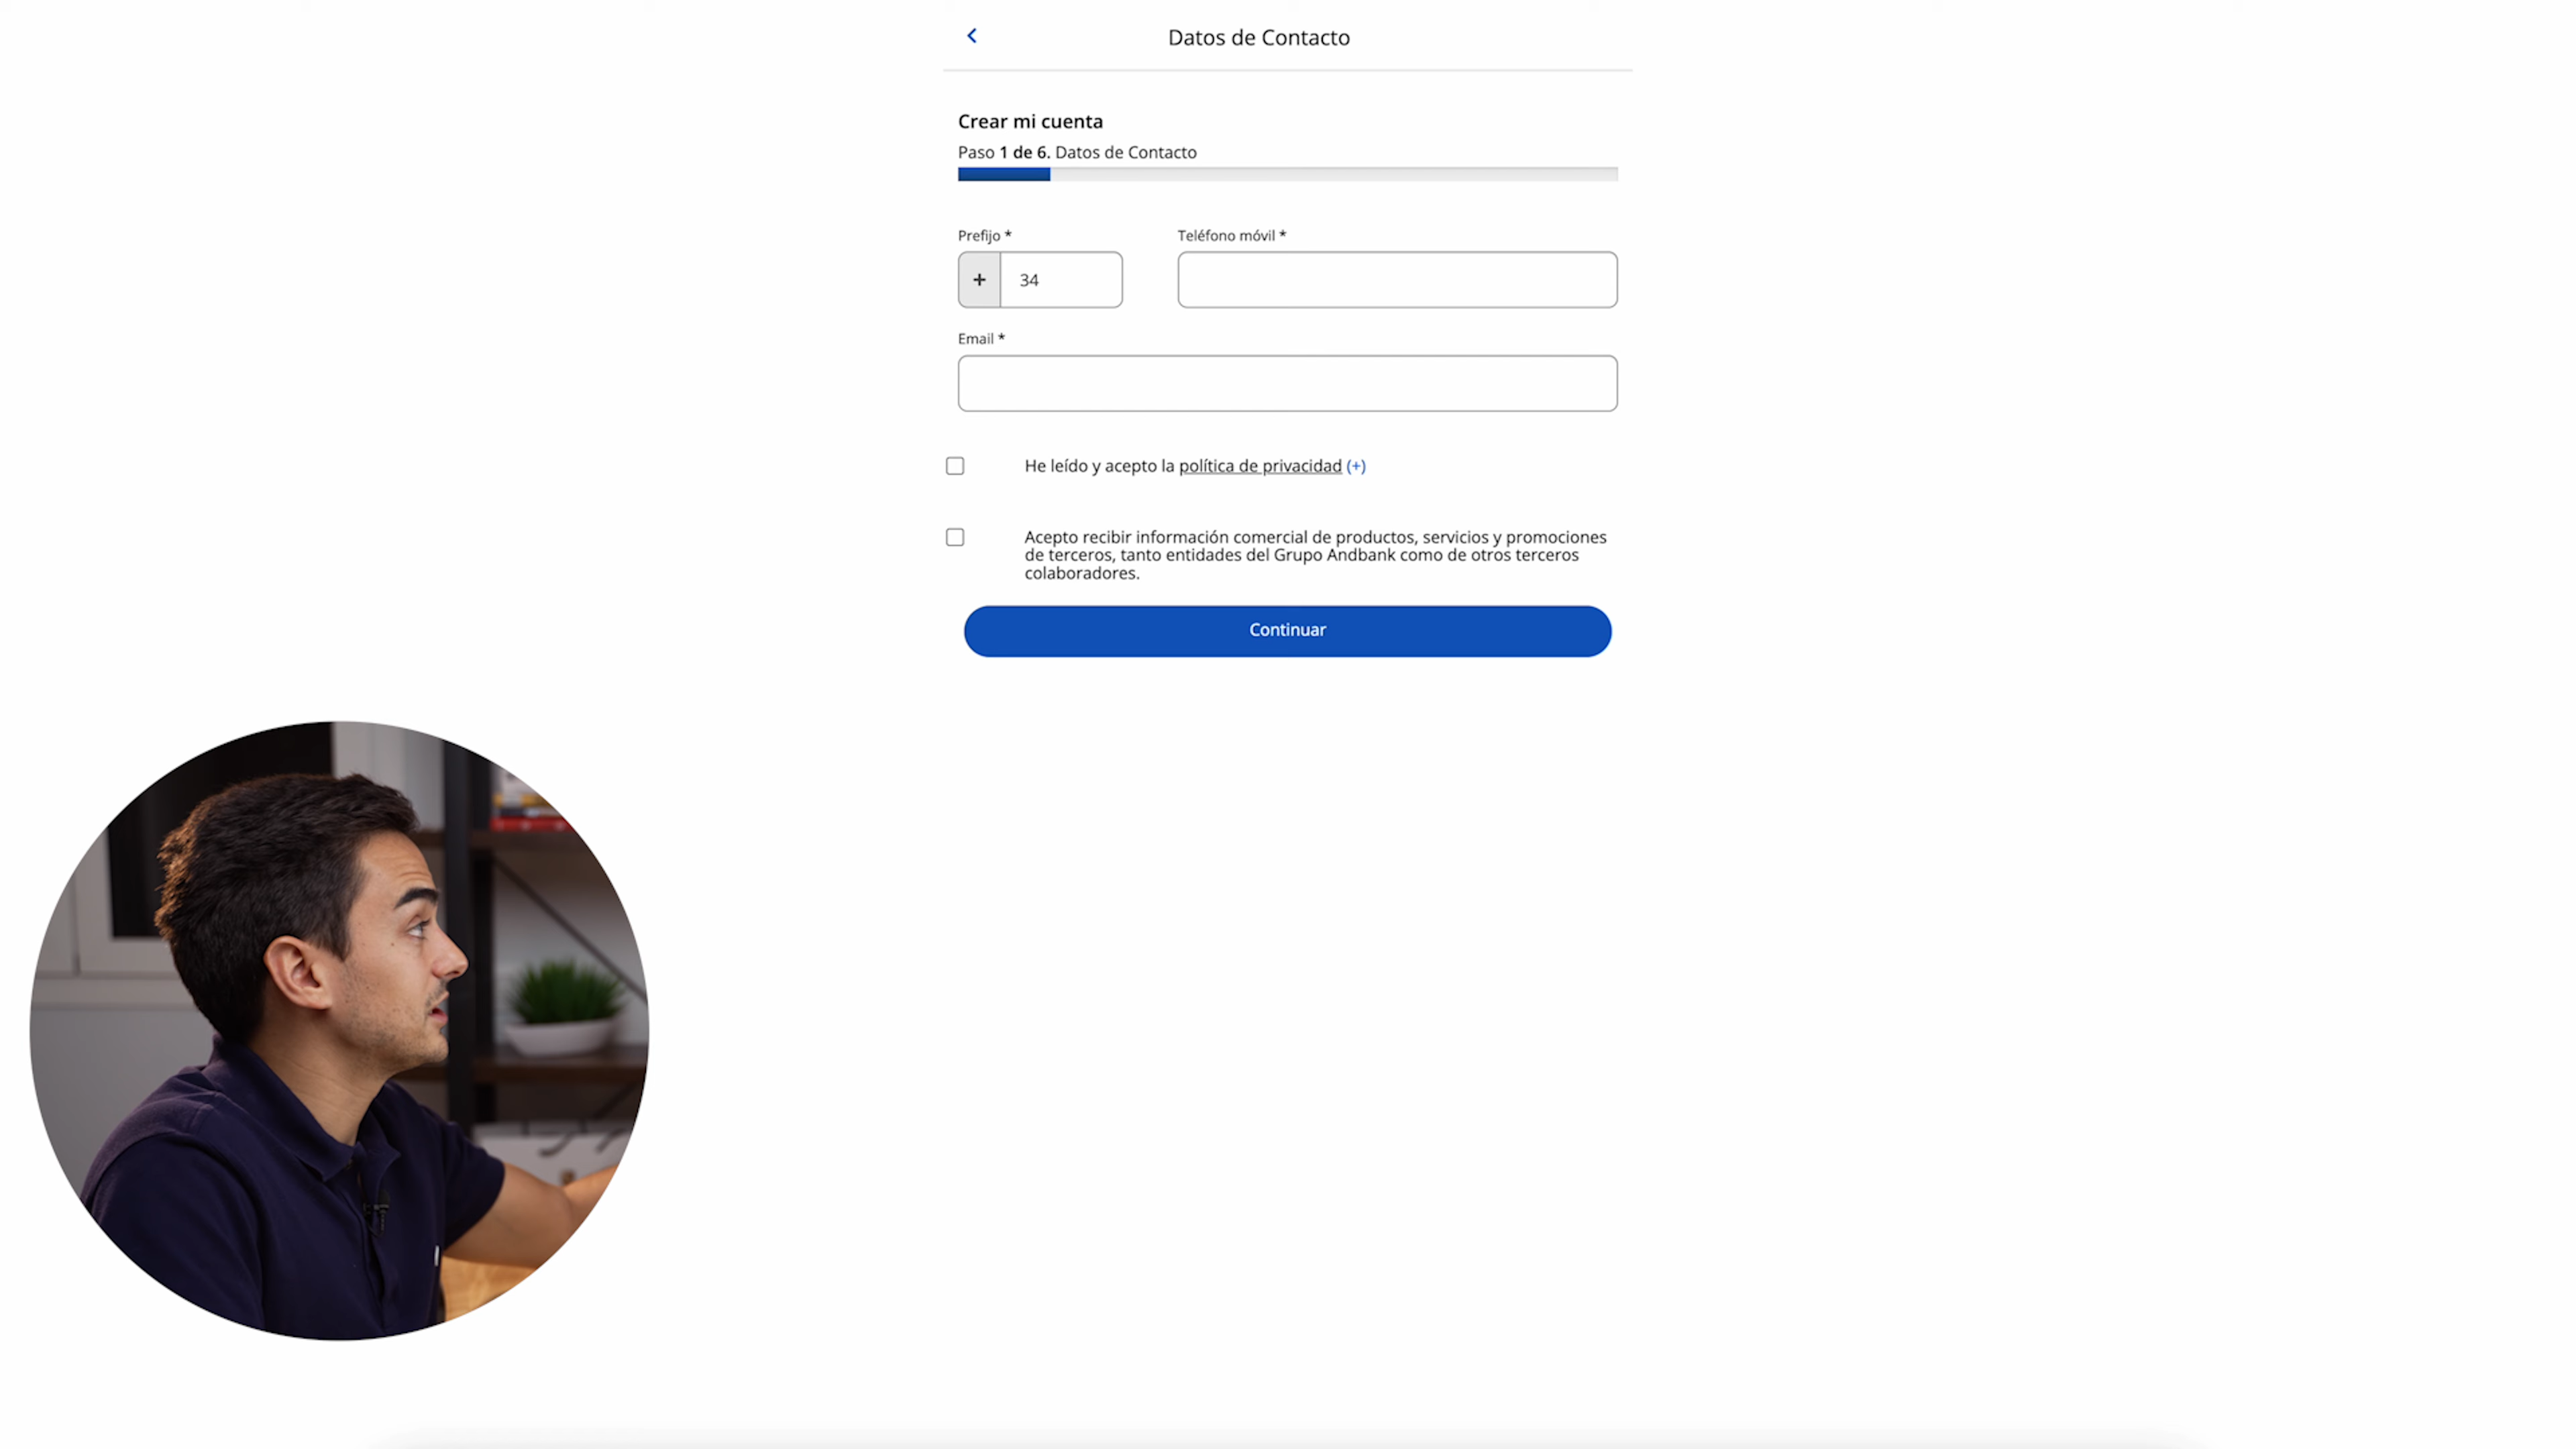 Datos de Contacto
Crear mi cuenta
Paso 1 de 6. Datos de Contacto
Prefijo *
Teléfono móvil *
+ 34
Email *
He leído y acepto la política de privacidad (+)
Acepto recibir información comercial de productos, servicios y promociones
de terceros, tanto entidades del Grupo Andbank como de otros terceros
colaboradores.
Continuar